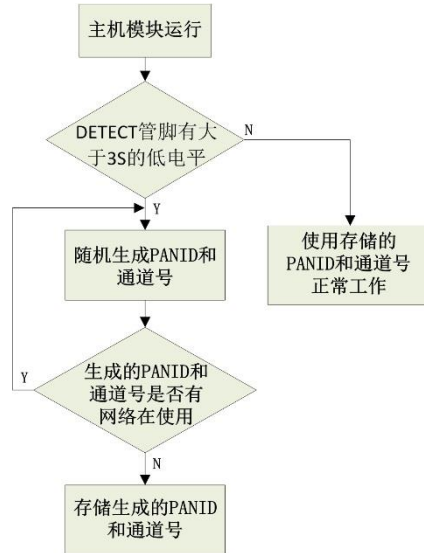 主机模块运行
DETECT管脚有大
于3S的低电平
N
Y
随机生成PANID和
通道号
使用存储的
PANID和通道号
正常工作
生成的PANID和
通道号是否有
网络在使用
Y
N
存储生成的PANID
和通道号